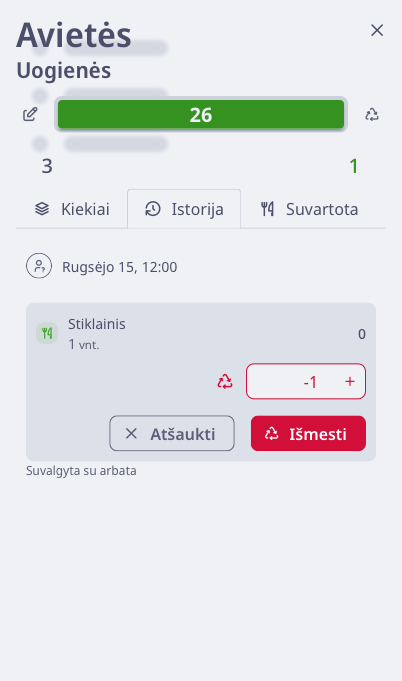 Avietės
Uogienės
26
3 1
Kiekiai Istorija Suvartota
Rugsėjo 15, 12:00
Stiklainis
1 vnt. 0
-1 +
Atšaukti Išmesti
Suvalgyta su arbata